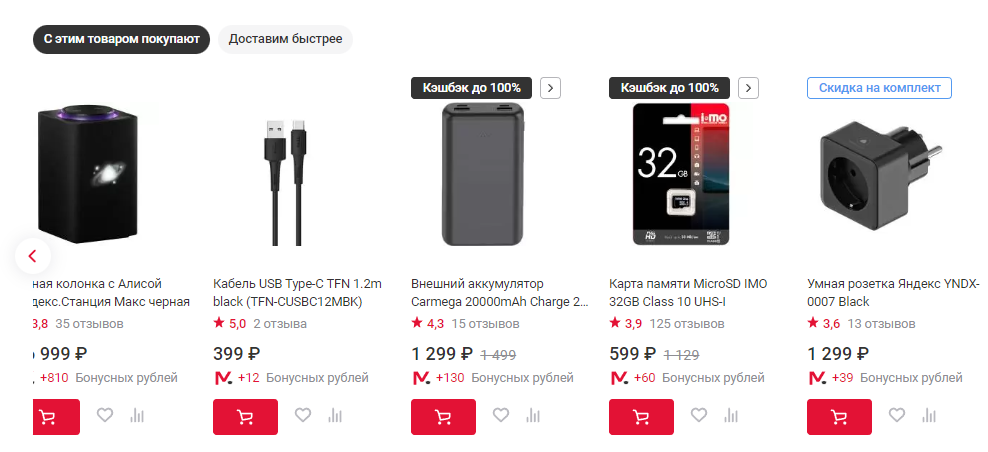 С этим товаром покупают
Доставим быстрее
Кэшбэк до 100%
Кэшбэк до 100%
Скидка на комплект
i•mo
32 GB
ная колонка с Алисой
декс.Станция Макс черная
3,8 35 отзывов
999 ₽
+810 Бонусных рублей
Кабель USB Type-C TFN 1.2m
black (TFN-CUSBC12MBK)
5,0 2 отзыва
399 ₽
+12 Бонусных рублей
Внешний аккумулятор
Carmega 20000mAh Charge 2...
4,3 15 отзывов
1 299 ₽ 1 499
+130 Бонусных рублей
Карта памяти MicroSD IMO
32GB Class 10 UHS-I
3,9 125 отзывов
599 ₽ 1 129
+60 Бонусных рублей
Умная розетка Яндекс YNDX-
0007 Black
3,6 13 отзывов
1 299 ₽
+39 Бонусных рублей